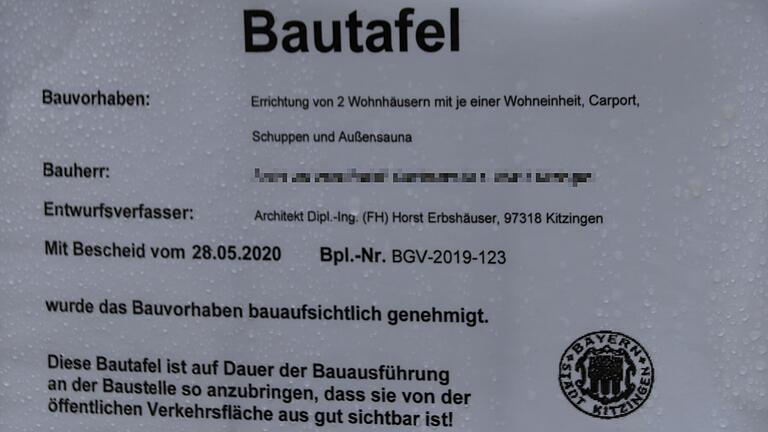 Bautafel
Bauvorhaben: Errichtung von 2 Wohnhäusern mit je einer Wohneinheit, Carport,
Schuppen und Außensauna
Bauherr:
Entwurfsverfasser: Architekt Dipl.-Ing. (FH) Horst Erbshäuser, 97318 Kitzingen
Mit Bescheid vom 28.05.2020 Bpl.-Nr. BGV-2019-123
wurde das Bauvorhaben bauaufsichtlich genehmigt.
Diese Bautafel ist auf Dauer der Bauausführung
an der Baustelle so anzubringen, dass sie von der
öffentlichen Verkehrsfläche aus gut sichtbar ist!
BAYERN
STADT KITZINGEN